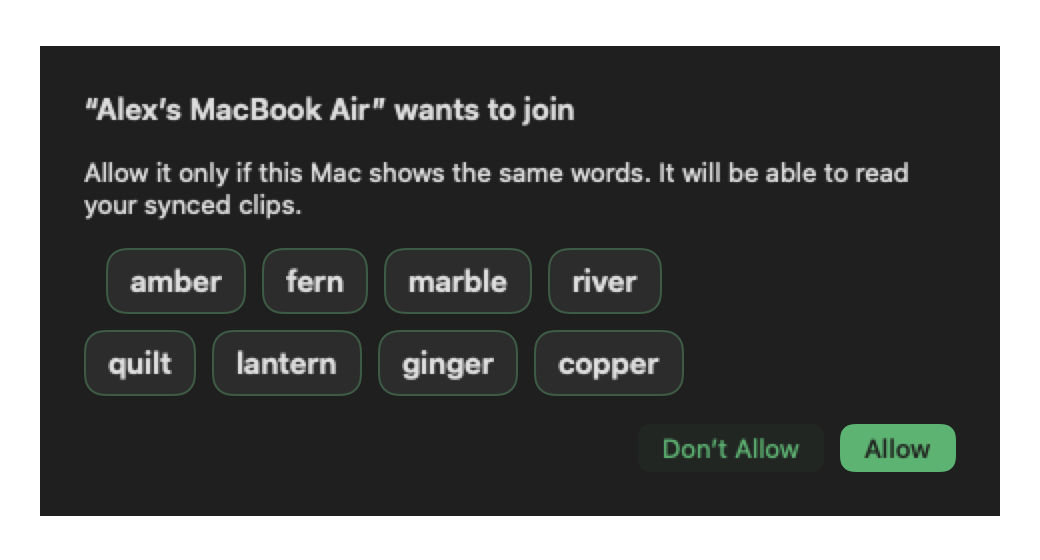 “Alex’s MacBook Air” wants to join
Allow it only if this Mac shows the same words. It will be able to read
your synced clips.
amber fern marble river
quilt lantern ginger copper
Don’t Allow Allow